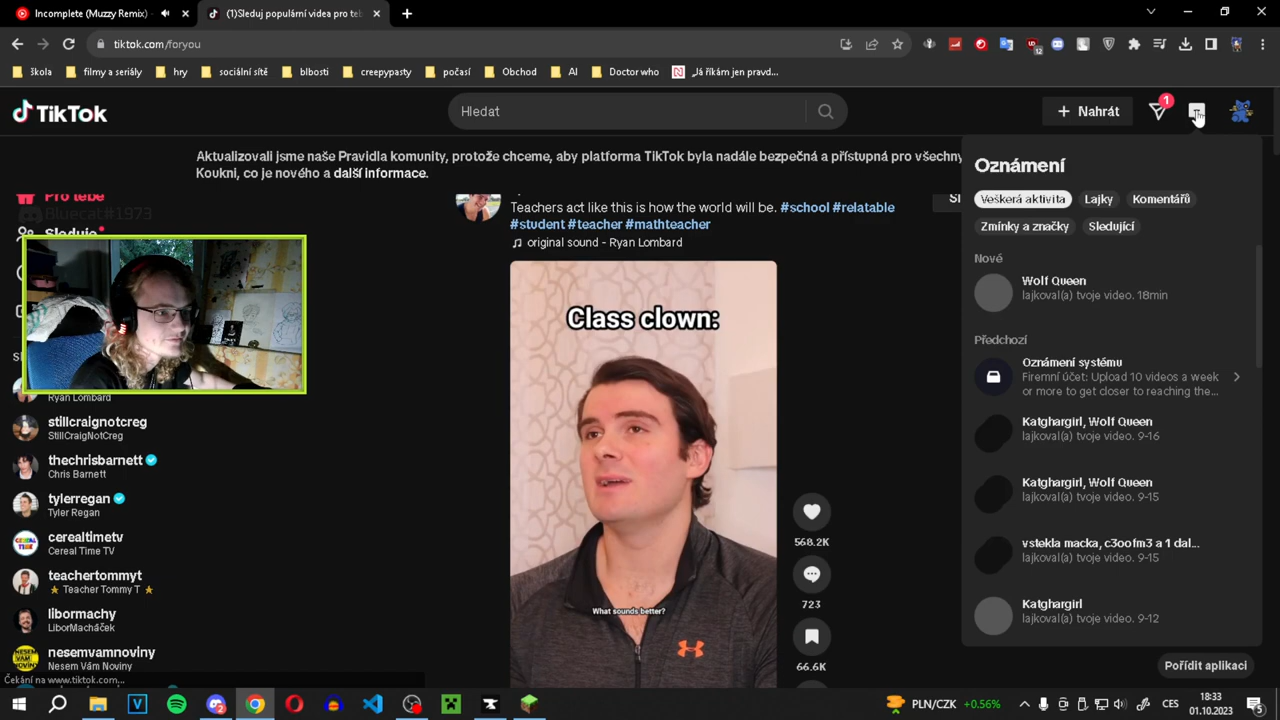 Incomplete (Muzzy Remix)
(1)Sleduj populární videa pro teb
tiktok.com/foryou
škola
filmy a seriály
hry
sociální sítě
blbosti
creepypasty
počasí
Obchod
AI
Doctor who
Já říkám jen pravd...
TikTok
Hledat
Nahrát
1
Aktualizovali jsme naše Pravidla komunity, protože chceme, aby platforma TikTok byla nadále bezpečná a přístupná pro všechny
Koukni, co je nového a další informace.
Pro tebe
Bluecat#1973
Sleduje
Ryan Lombard
stillcraignotcreg
StillCraigNotCreg
thechrisbarnett
Chris Barnett
tylerregan
Tyler Regan
cerealtimetv
Cereal Time TV
teachertommyt
Teacher Tommy T
libormachy
LiborMacháček
nesemvamnoviny
Nesem Vám Noviny
Čekání na www.tiktok.com...
Teachers act like this is how the world will be. #school #relatable
#student #teacher #mathteacher
original sound - Ryan Lombard
Class clown:
What sounds better?
568.2K
723
66.6K
Oznámení
Veškerá aktivita
Lajky
Komentářů
Zmínky a značky
Sledující
Nové
Wolf Queen
lajkoval(a) tvoje video. 18min
Předchozí
Oznámení systému
Firemní účet: Upload 10 videos a week
or more to get closer to reaching the...
Katghargirl, Wolf Queen
lajkoval(a) tvoje video. 9-16
Katghargirl, Wolf Queen
lajkoval(a) tvoje video. 9-15
vstekla macka, c3oofm3 a 1 dal...
lajkoval(a) tvoje video. 9-15
Katghargirl
lajkoval(a) tvoje video. 9-12
Pořídit aplikaci
PLN/CZK +0.56%
CES
18:33
01.10.2023
5